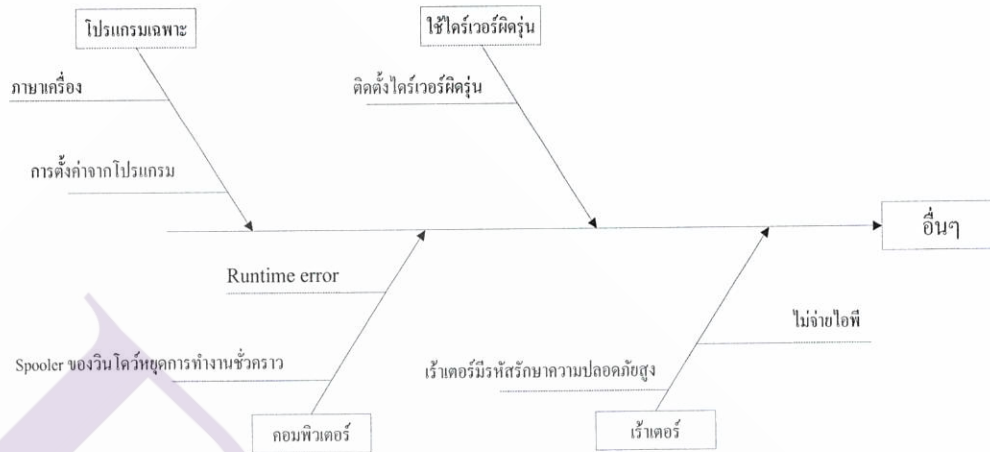 โปรแกรมเฉพาะ
ใช้ไดร์เวอร์ผิดรุ่น
ภาษาเครื่อง
ติดตั้งไดร์เวอร์ผิดรุ่น
การตั้งค่าจากโปรแกรม
อื่นๆ
Runtime error
ไม่จ่ายไอพี
Spooler ของวินโดว์หยุดการทำงานชั่วคราว
เร้าเตอร์มีรหัสรักษาความปลอดภัยสูง
คอมพิวเตอร์
เร้าเตอร์